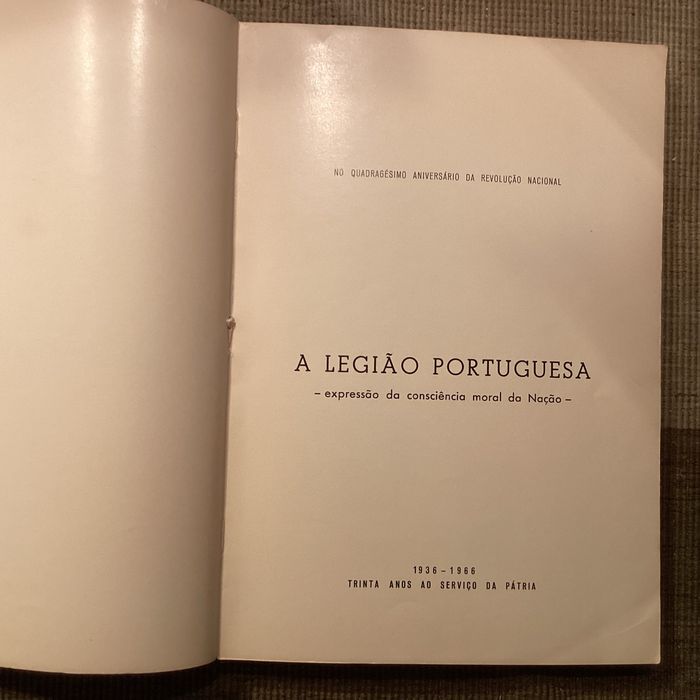 NO QUADRAGÉSIMO ANIVERSÁRIO DA REVOLUÇÃO NACIONAL
A LEGIÃO PORTUGUESA
– expressão da consciência moral da Nação –
1936 – 1966
TRINTA ANOS AO SERVIÇO DA PÁTRIA